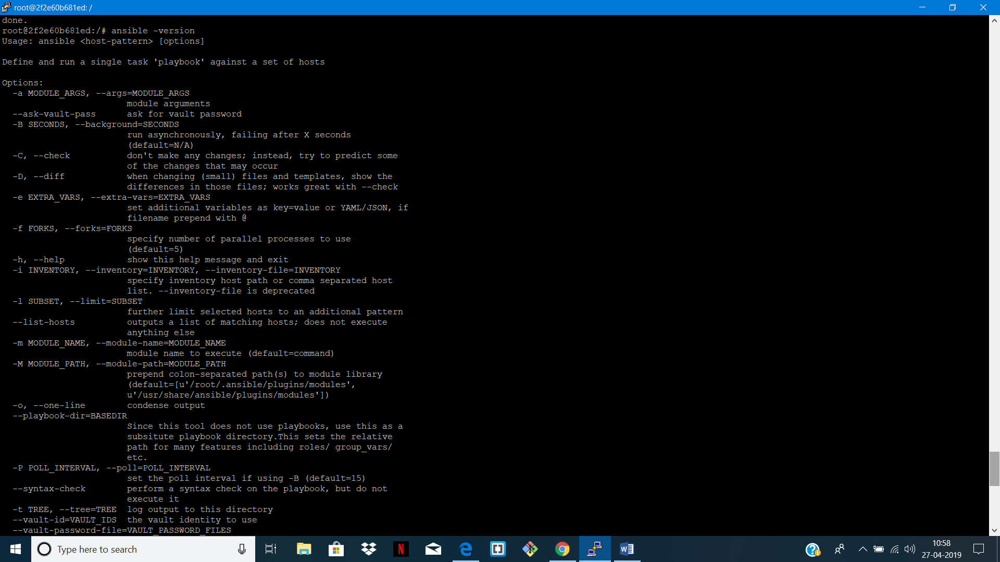 root@2f2e60b681ed: /
done.
root@2f2e60b681ed:/# ansible -version
Usage: ansible <host-pattern> [options]
Define and run a single task 'playbook' against a set of hosts
Options:
-a MODULE_ARGS, --args=MODULE_ARGS
module arguments
--ask-vault-pass ask for vault password
-B SECONDS, --background=SECONDS
run asynchronously, failing after X seconds
(default=N/A)
-C, --check don't make any changes; instead, try to predict some
of the changes that may occur
-D, --diff when changing (small) files and templates, show the
differences in those files; works great with --check
-e EXTRA_VARS, --extra-vars=EXTRA_VARS
set additional variables as key=value or YAML/JSON, if
filename prepend with @
-f FORKS, --forks=FORKS
specify number of parallel processes to use
(default=5)
-h, --help show this help message and exit
-i INVENTORY, --inventory=INVENTORY, --inventory-file=INVENTORY
specify inventory host path or comma separated host
list. --inventory-file is deprecated
-l SUBSET, --limit=SUBSET
further limit selected hosts to an additional pattern
--list-hosts outputs a list of matching hosts; does not execute
anything else
-m MODULE_NAME, --module-name=MODULE_NAME
module name to execute (default=command)
-M MODULE_PATH, --module-path=MODULE_PATH
prepend colon-separated path(s) to module library
(default=[u'/root/.ansible/plugins/modules',
u'/usr/share/ansible/plugins/modules'])
-o, --one-line condense output
--playbook-dir=BASEDIR
Since this tool does not use playbooks, use this as a
subsitute playbook directory.This sets the relative
path for many features including roles/ group_vars/
etc.
-P POLL_INTERVAL, --poll=POLL_INTERVAL
set the poll interval if using -B (default=15)
--syntax-check perform a syntax check on the playbook, but do not
execute it
-t TREE, --tree=TREE log output to this directory
--vault-id=VAULT_IDS the vault identity to use
--vault-password-file=VAULT_PASSWORD_FILES
Type here to search
10:58
27-04-2019